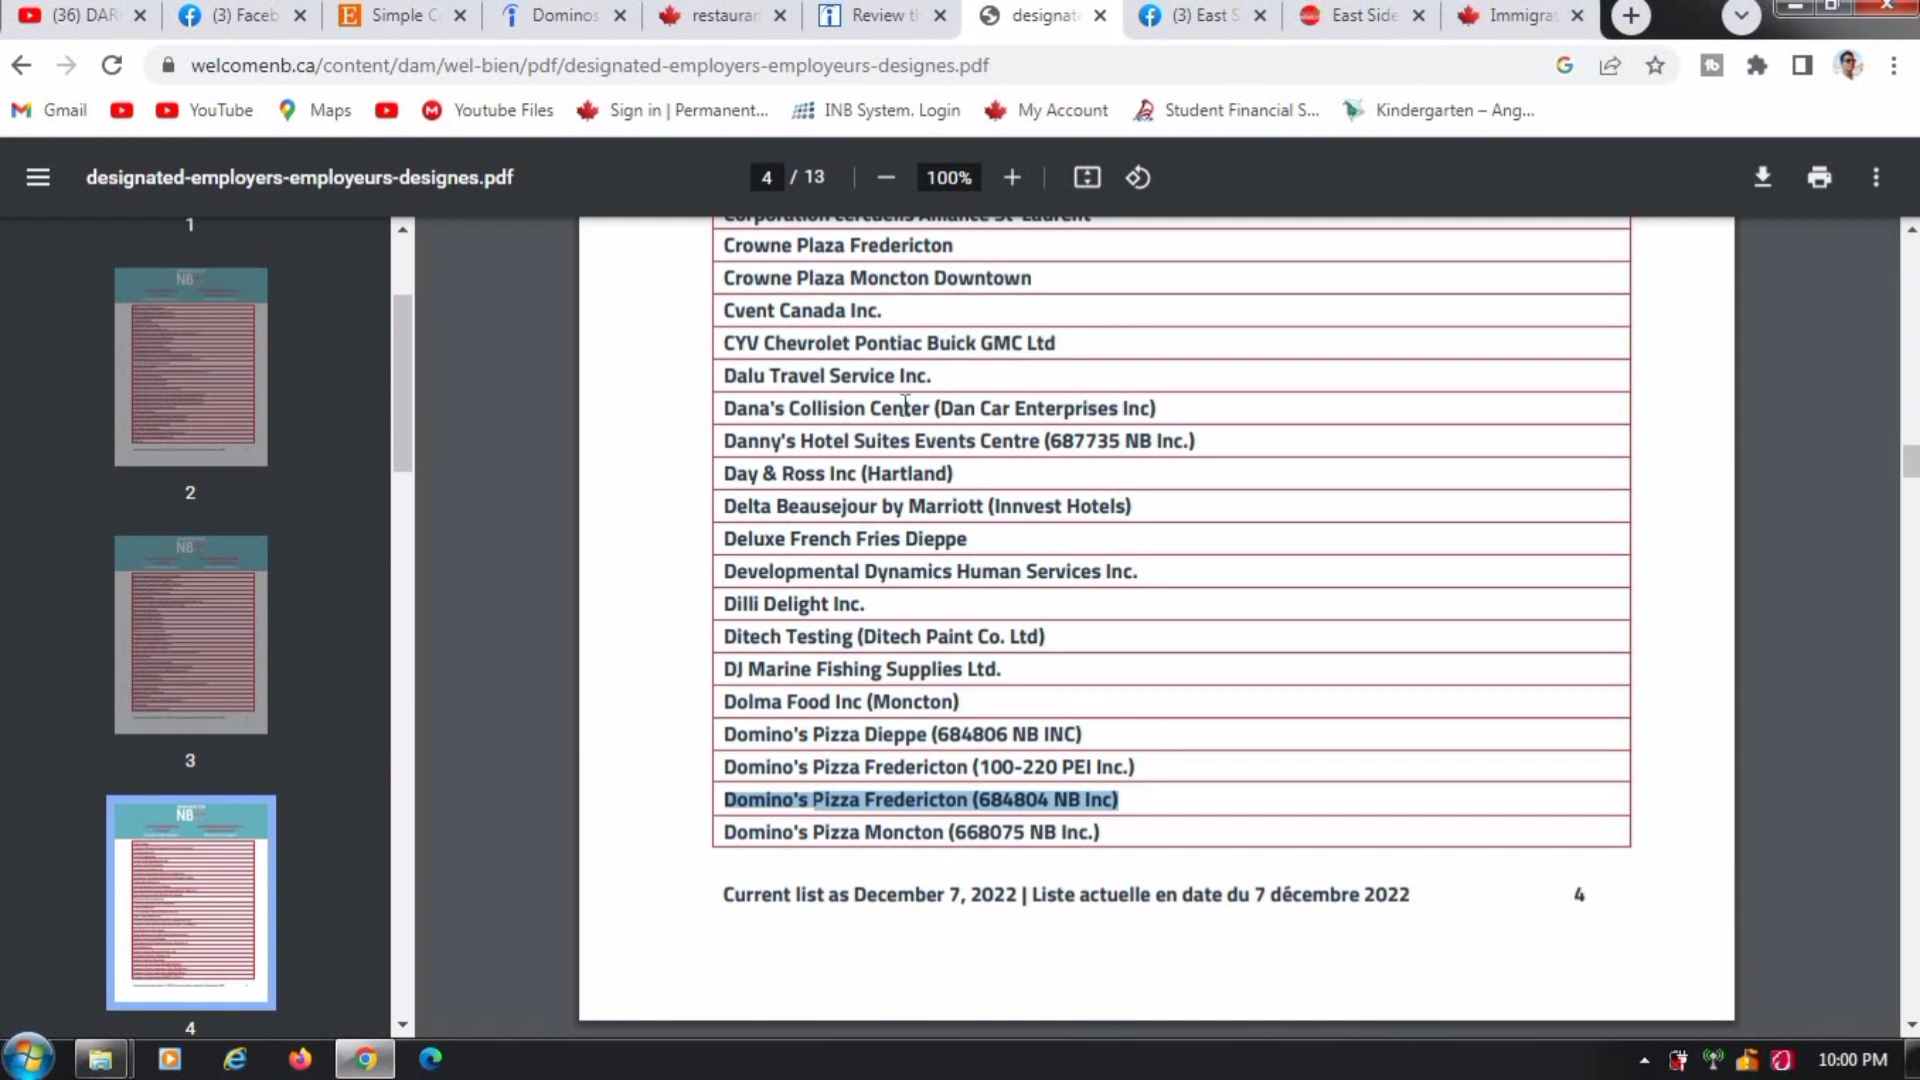 (36) DAR
(3) Faceb
Simple C
Dominos
restauran
Review th
designate
(3) East S
East Side
Immigrat
welcomenb.ca/content/dam/wel-bien/pdf/designated-employers-employeurs-designes.pdf
Gmail
YouTube
Maps
Youtube Files
Sign in | Permanent...
INB System. Login
My Account
Student Financial S...
Kindergarten – Ang...
designated-employers-employeurs-designes.pdf
4 / 13
100%
1
2
3
4
Crowne Plaza Fredericton
Crowne Plaza Moncton Downtown
Cvent Canada Inc.
CYV Chevrolet Pontiac Buick GMC Ltd
Dalu Travel Service Inc.
Dana's Collision Center (Dan Car Enterprises Inc)
Danny's Hotel Suites Events Centre (687735 NB Inc.)
Day & Ross Inc (Hartland)
Delta Beausejour by Marriott (Innvest Hotels)
Deluxe French Fries Dieppe
Developmental Dynamics Human Services Inc.
Dilli Delight Inc.
Ditech Testing (Ditech Paint Co. Ltd)
DJ Marine Fishing Supplies Ltd.
Dolma Food Inc (Moncton)
Domino's Pizza Dieppe (684806 NB INC)
Domino's Pizza Fredericton (100-220 PEI Inc.)
Domino's Pizza Fredericton (684804 NB Inc)
Domino's Pizza Moncton (668075 NB Inc.)
Current list as December 7, 2022 | Liste actuelle en date du 7 décembre 2022
4
10:00 PM